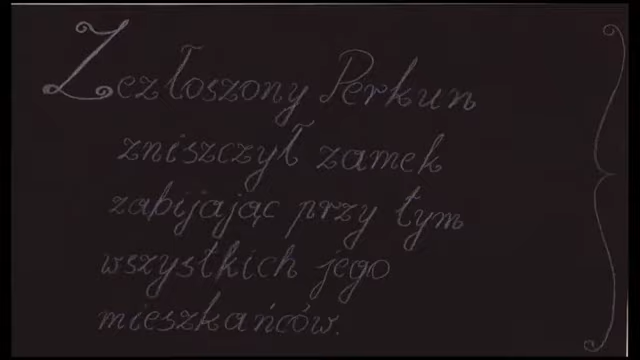 Zezłoszony Perkun
zniszczył zamek
zabijając przy tym
wszystkich jego
mieszkańców.